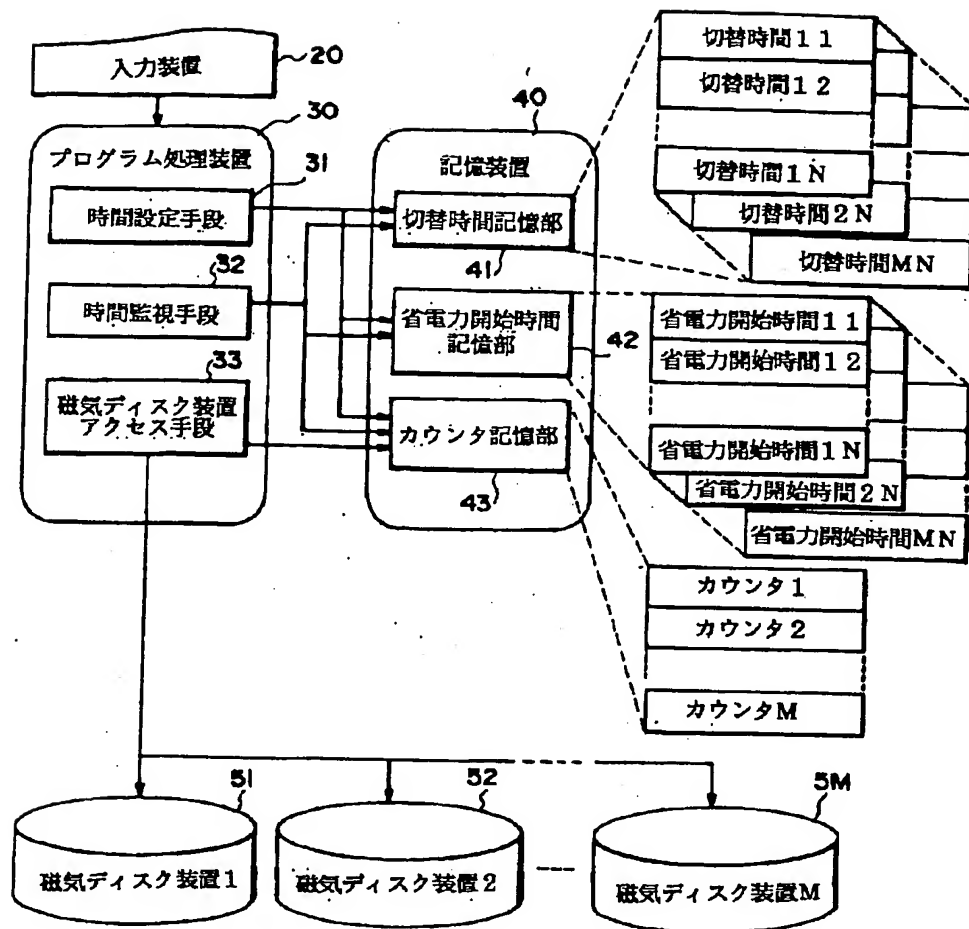 入力装置
20
30
プログラム処理装置
31
時間設定手段
32
時間監視手段
33
磁気ディスク装置
アクセス手段
40
記憶装置
切替時間記憶部
41
省電力開始時間
記憶部
42
カウンタ記憶部
43
切替時間11
切替時間12
切替時間1N
切替時間2N
切替時間MN
省電力開始時間11
省電力開始時間12
省電力開始時間1N
省電力開始時間2N
省電力開始時間MN
カウンタ1
カウンタ2
カウンタM
51
磁気ディスク装置1
52
磁気ディスク装置2
5M
磁気ディスク装置M